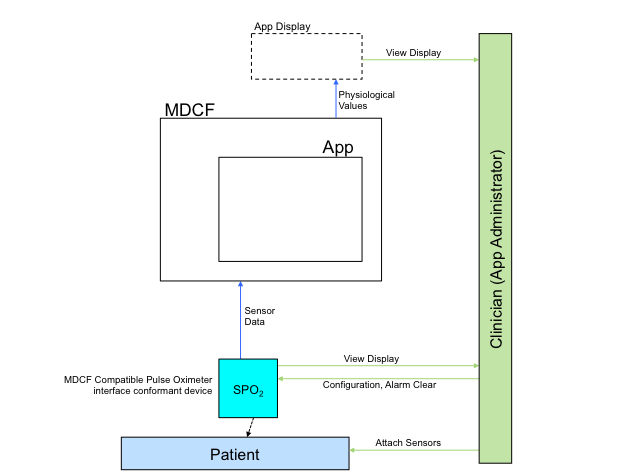 App Display
View Display
Physiological
Values
MDCF
App
Clinician (App Administrator)
Sensor
Data
View Display
MDCF Compatible Pulse Oximeter
interface conformant device
SPO₂
Configuration, Alarm Clear
Attach Sensors
Patient